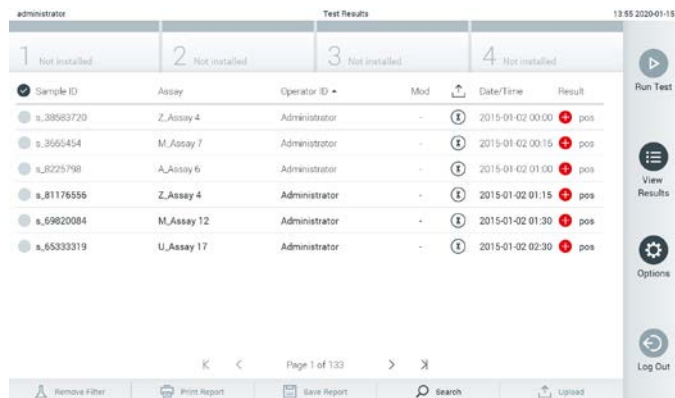 administrator Test Results 13:55 2020-01-15
1 Not installed 2 Not installed 3 Not installed 4 Not installed
Run Test
Sample ID Assay Operator ID Mod Date/Time Result
s_38583720 Z_Assay 4 Administrator - 2015-01-02 00:00 pos
s_3665454 M_Assay 7 Administrator - 2015-01-02 00:15 pos
s_8225798 A_Assay 6 Administrator - 2015-01-02 01:00 pos
s_81176556 Z_Assay 4 Administrator - 2015-01-02 01:15 pos
s_69820084 M_Assay 12 Administrator - 2015-01-02 01:30 pos
s_65333319 U_Assay 17 Administrator - 2015-01-02 02:30 pos
View
Results
Options
Page 1 of 133
Log Out
Remove Filter Print Report Save Report Search Upload